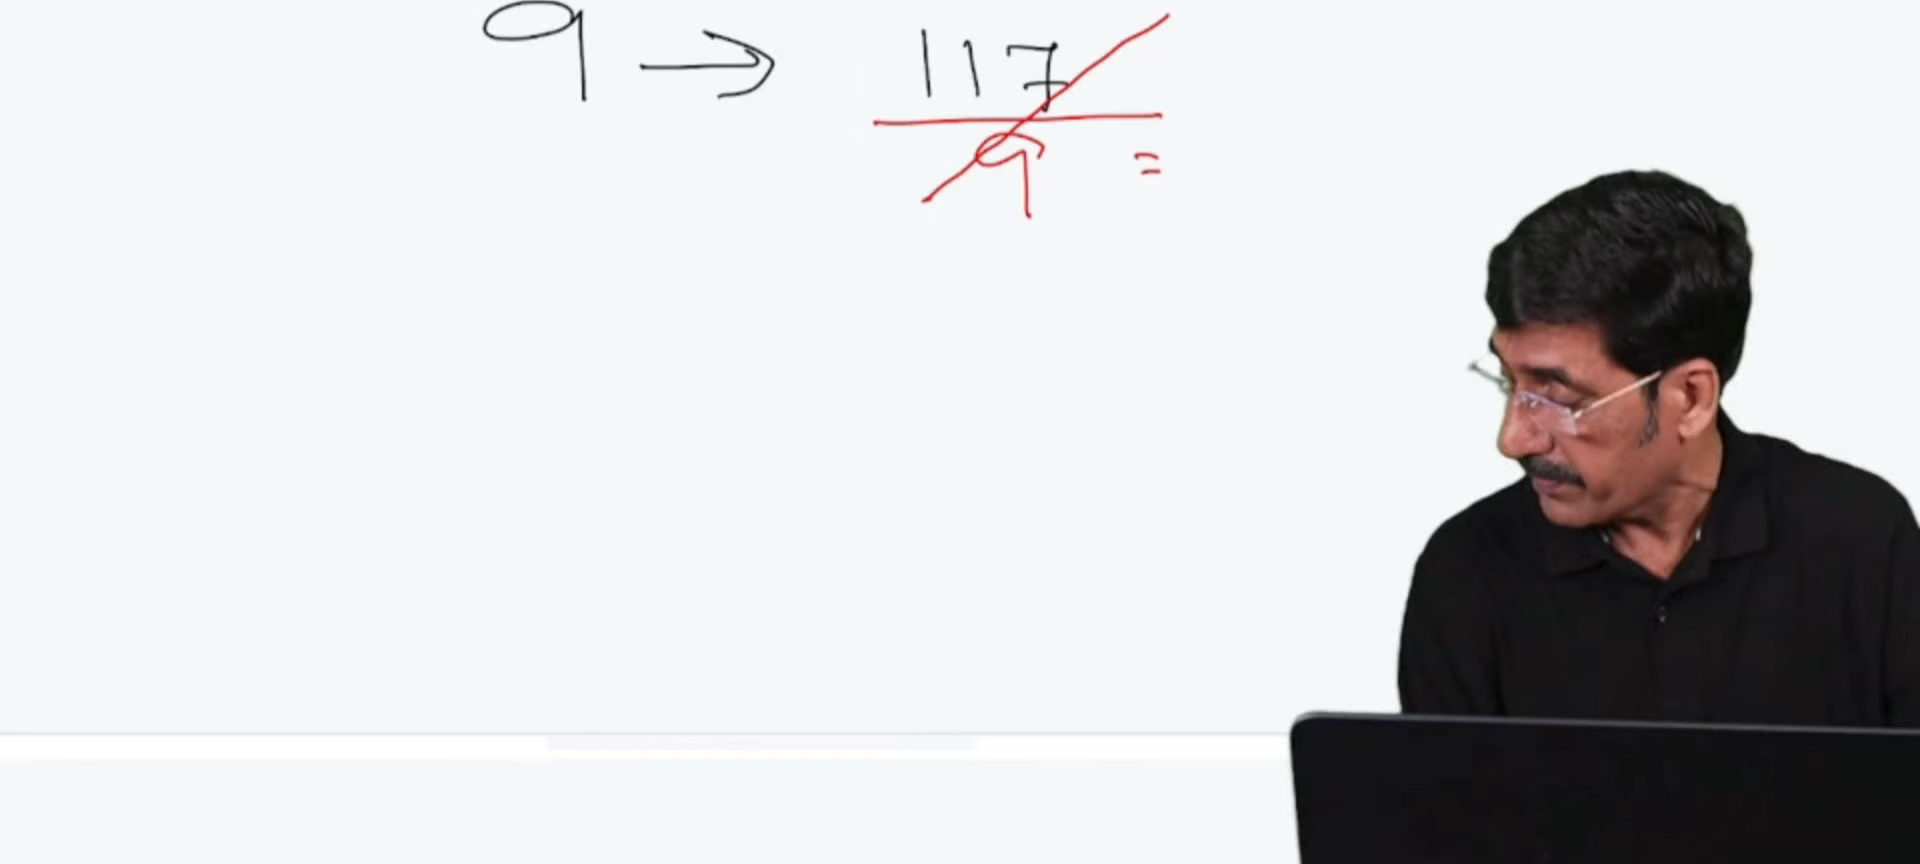 9 → 117
9 =